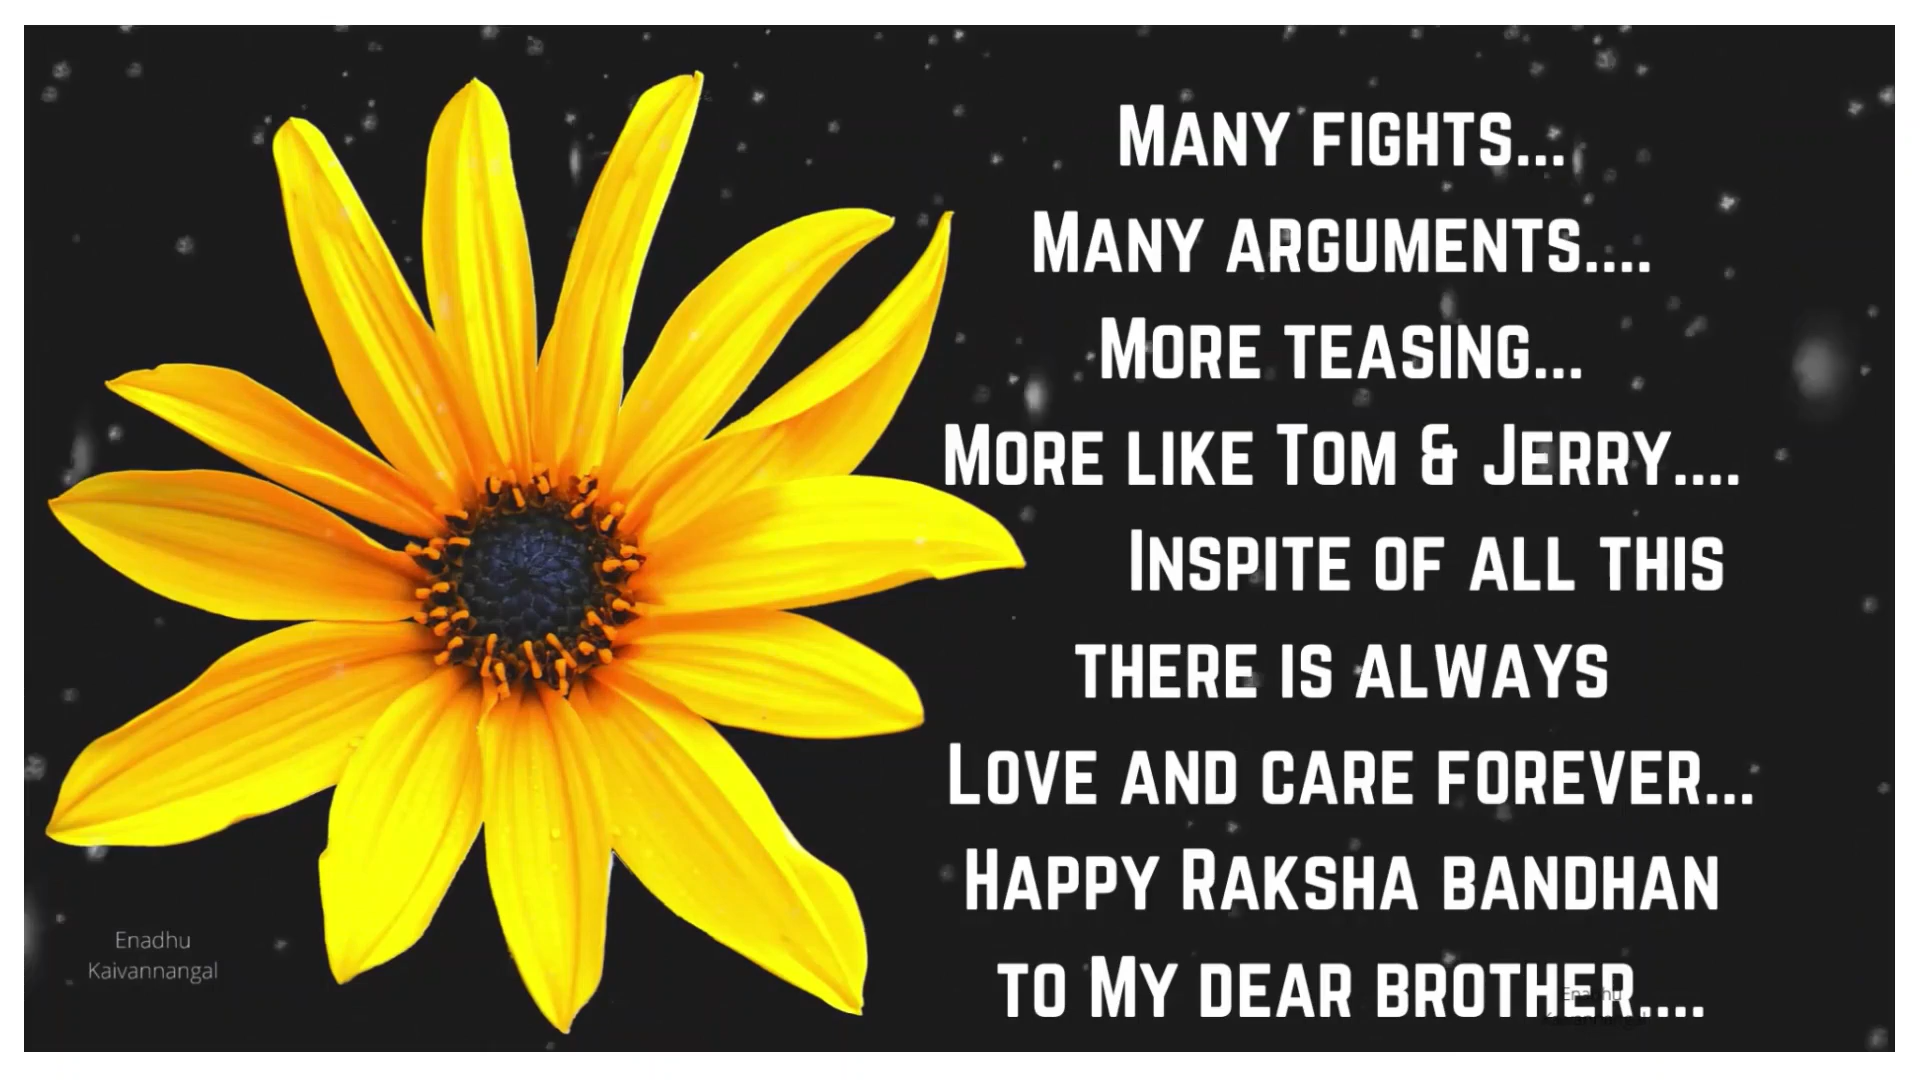 Many fights...
Many arguments....
More teasing...
More like Tom & Jerry....
Inspite of all this
there is always
Love and care forever...
Happy Raksha bandhan
to My dear brother....
Enadhu
Kaivannangal